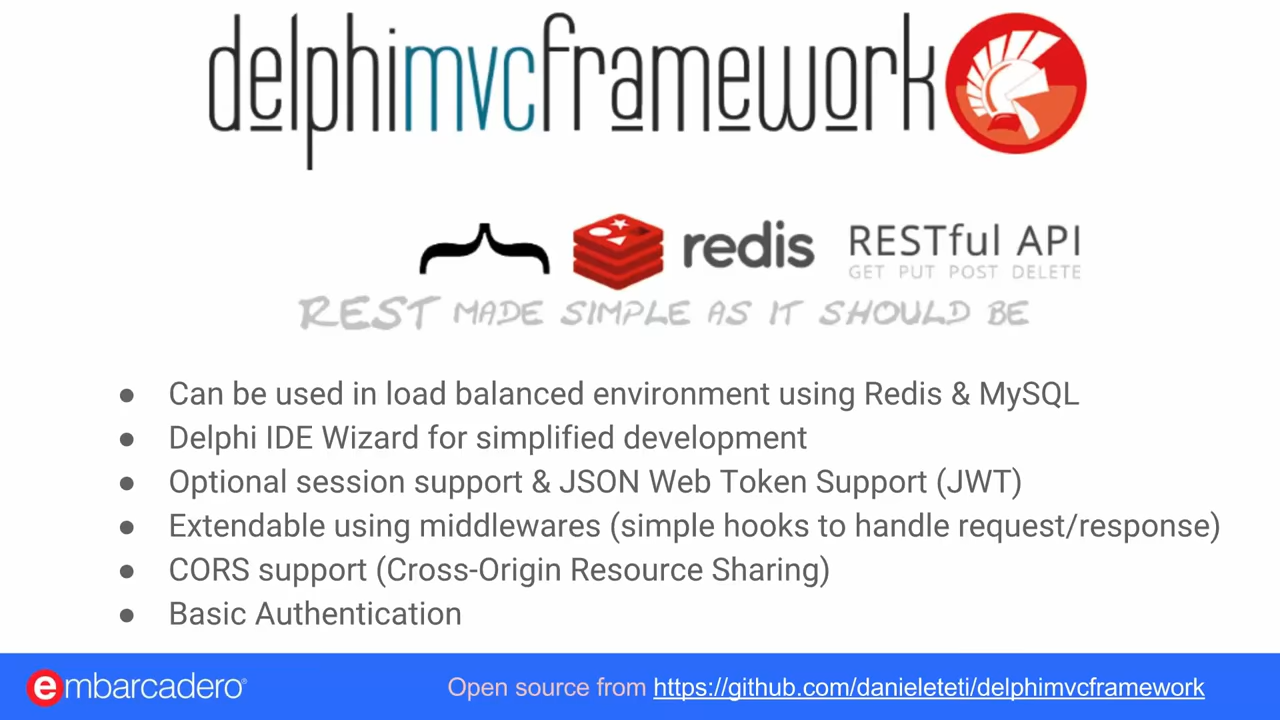 delphimvcframework
redis
RESTful API
GET PUT POST DELETE
REST MADE SIMPLE AS IT SHOULD BE
● Can be used in load balanced environment using Redis & MySQL
● Delphi IDE Wizard for simplified development
● Optional session support & JSON Web Token Support (JWT)
● Extendable using middlewares (simple hooks to handle request/response)
● CORS support (Cross-Origin Resource Sharing)
● Basic Authentication
embarcadero® Open source from https://github.com/danieleteti/delphimvcframework